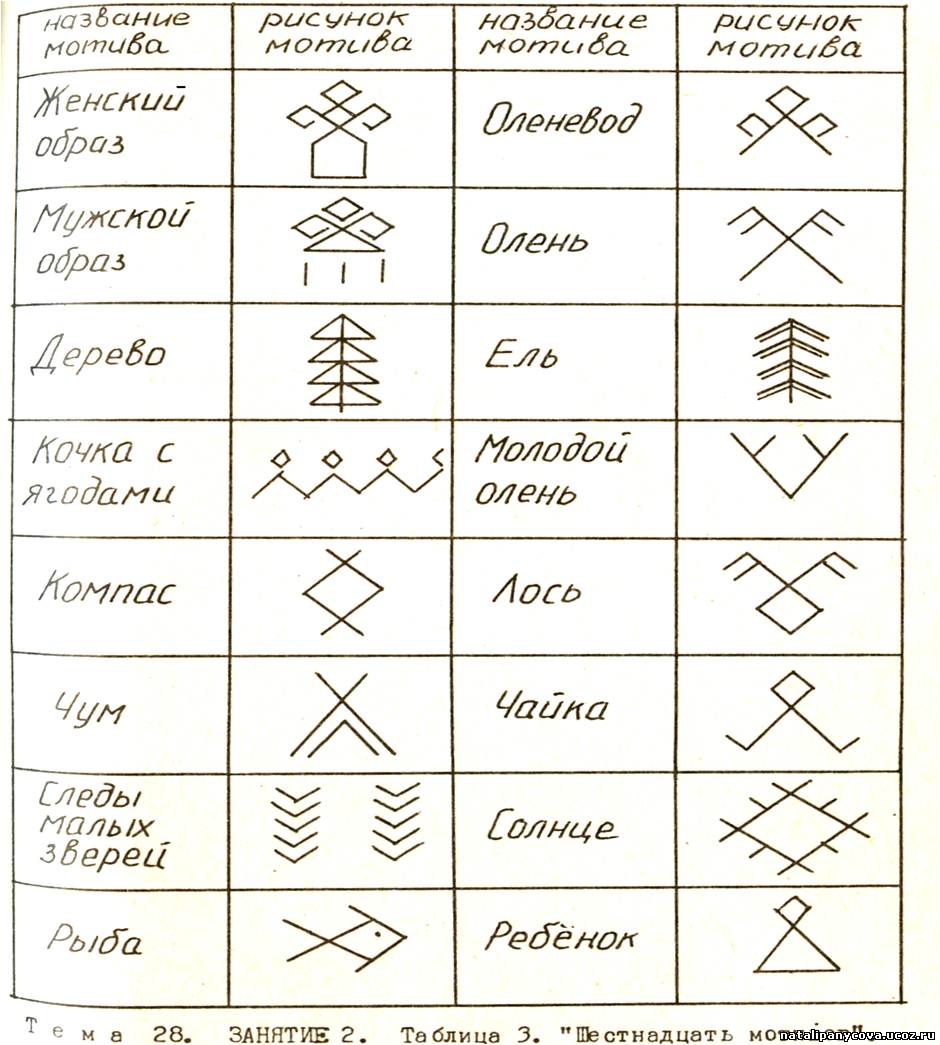 название мотива
рисунок мотива
название мотива
рисунок мотива
Женский образ
Оленевод
Мужской образ
Олень
Дерево
Ель
Кочка с ягодами
Молодой олень
Компас
Лось
Чум
Чайка
Следы малых зверей
Солнце
Рыба
Ребёнок
Тема 28. ЗАНЯТИЕ 2. Таблица 3. "Шестнадцать
natalipanycova.ucoz.ru